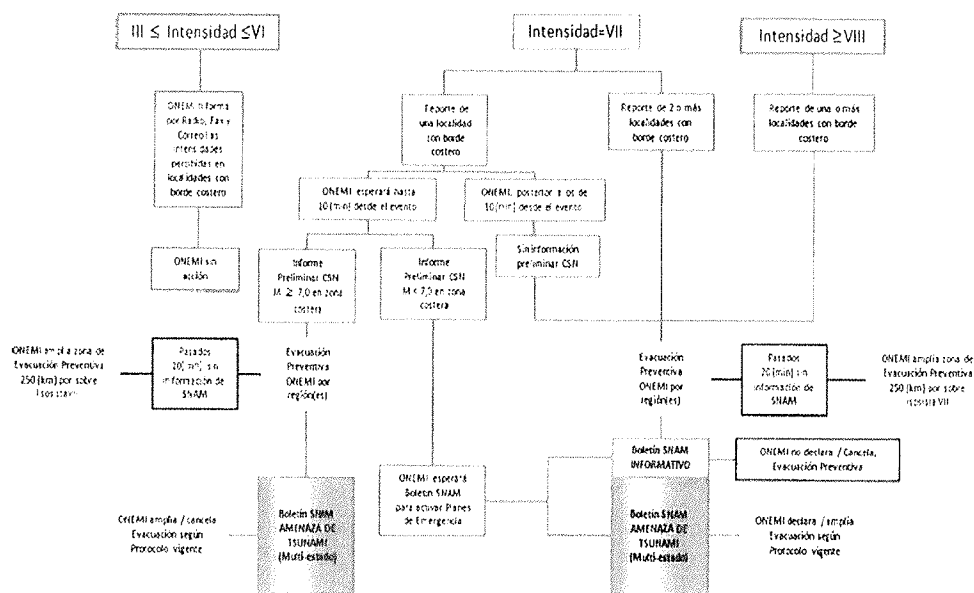 III ≤ Intensidad ≤VI
Intensidad=VII
Intensidad ≥VIII
ONEMI informa
por Radio, Fax y
Correo las
intensidades
percibidas en
localidades con
borde costero
ONEMI sin
acción
Reporte de
una localidad
con borde
costero
Reporte de 2 o más
localidades con
borde costero
Reporte de una o más
localidades con borde
costero
ONEMI esperará hasta
10 [min] desde el evento
ONEMI, posterior a los de
10 [min] desde el evento
Informe
Preliminar CSN
M ≥ 7,0 en zona
costera
Informe
Preliminar CSN
M < 7,0 en zona
costera
Sin información
preliminar CSN
ONEMI amplia zona de
Evacuación Preventiva
250 [km] por sobre
Pasados
20[min] sin
información de
SNAM
Evacuación
Preventiva
ONEMI por
región(es)
Evacuación
Preventiva
ONEMI por
región(es)
Pasados
20 [min] sin
información de
SNAM
ONEMI amplia zona de
Evacuación Preventiva
250 [km] por sobre
isosista VII
Boletín SNAM
INFORMATIVO
ONEMI no declara / Cancela,
Evacuación Preventiva
ONEMI amplia / cancela
Evacuación según
Protocolo vigente
Boletín SNAM
AMENAZA DE
TSUNAMI
(Multi-estado)
ONEMI esperará
Boletín SNAM
para activar Planes
de Emergencia
Boletín SNAM
AMENAZA DE
TSUNAMI
(Multi-estado)
ONEMI declara / amplia
Evacuación según
Protocolo vigente